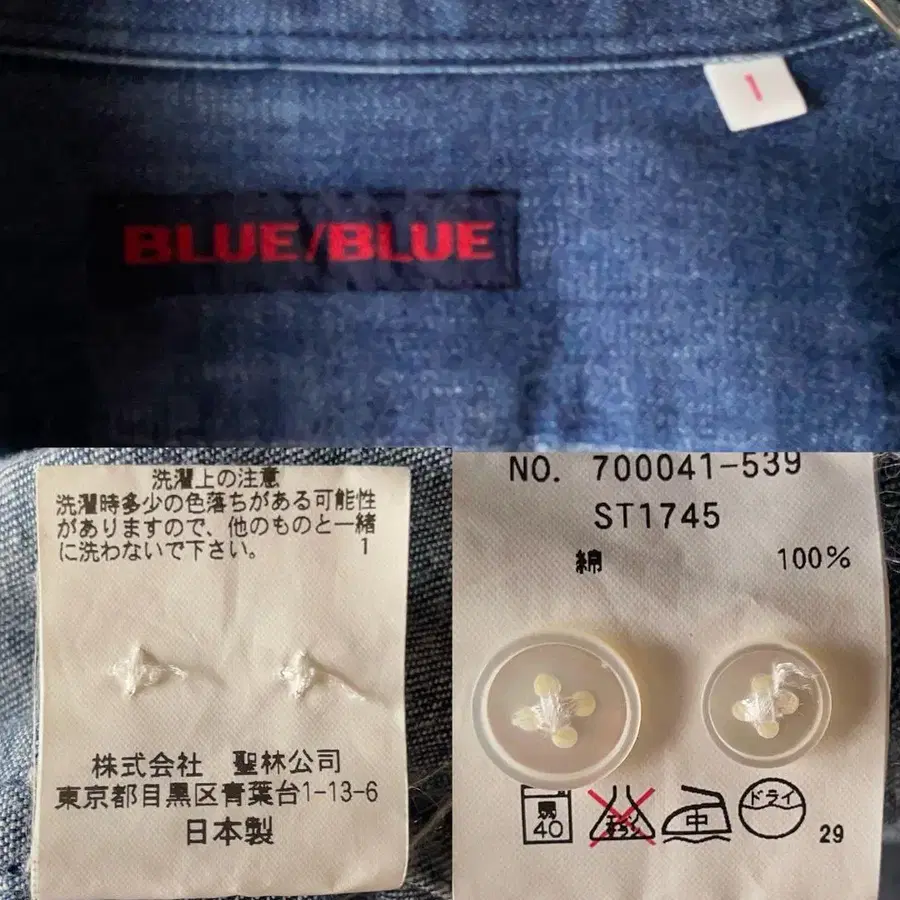 1
BLUE/BLUE
洗濯上の注意
洗濯時多少の色落ちがある可能性
がありますので、他のものと一緒
に洗わないで下さい。 1
株式会社 聖林公司
東京都目黒区青葉台1-13-6
日本製
NO. 700041-539
ST1745
綿 100%
弱
40
エンソ
中
ドライ
29